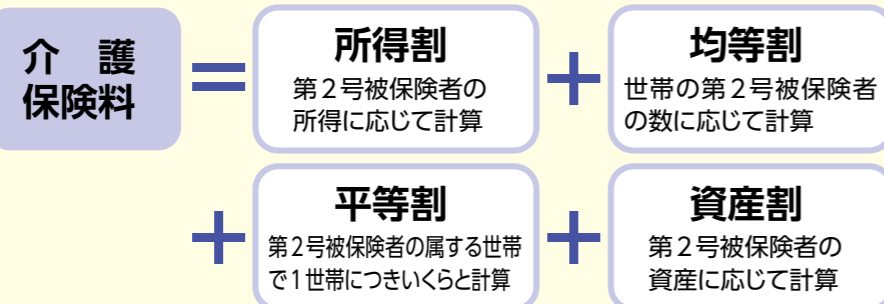 介　護
保険料
＝
所得割
第２号被保険者の
所得に応じて計算
＋
均等割
世帯の第２号被保険者
の数に応じて計算
＋
平等割
第２号被保険者の属する世帯
で１世帯につきいくらと計算
＋
資産割
第２号被保険者の
資産に応じて計算